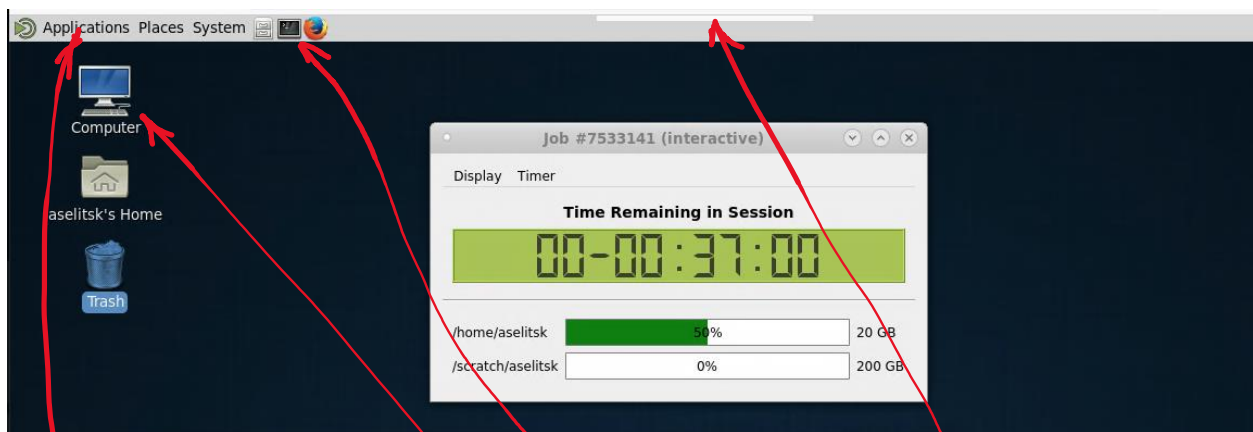 Applications Places System
Computer
aselitsk's Home
Trash
Job #7533141 (interactive)
Display Timer
Time Remaining in Session
00-00:37:00
/home/aselitsk 50% 20 GB
/scratch/aselitsk 0% 200 GB